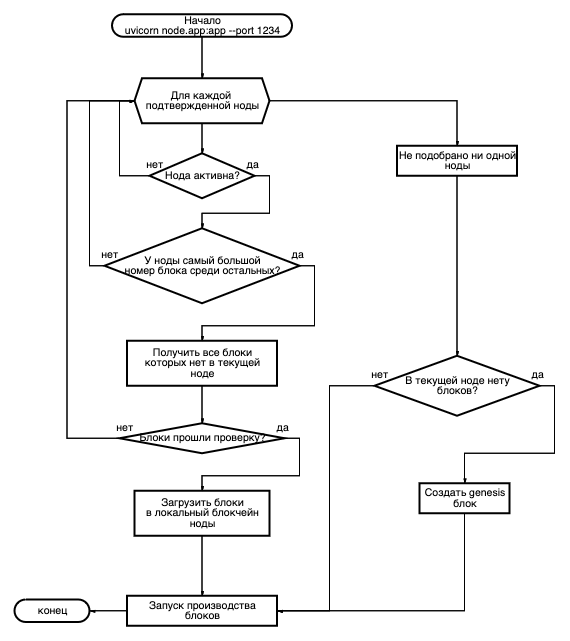 Начало
uvicorn node.app:app --port 1234
Для каждой
подтвержденной ноды
нет
да
Нода активна?
Не подобрано ни одной
ноды
нет
да
У ноды самый большой
номер блока среди остальных?
Получить все блоки
которых нет в текущей
ноде
нет
да
В текущей ноде нету
блоков?
нет
да
Блоки прошли проверку?
Загрузить блоки
в локальный блокчейн
ноды
Создать genesis
блок
конец
Запуск производства
блоков